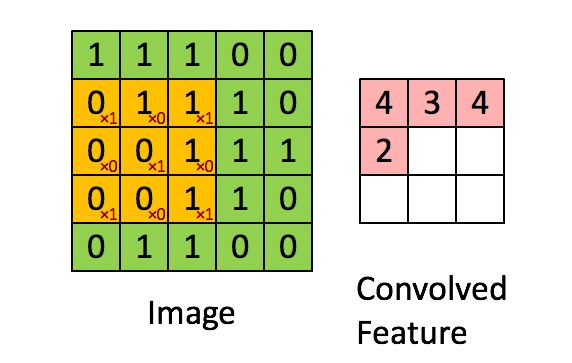 1 1 1 0 0
0 ×1 1 ×0 1 ×1 1 0
0 ×0 0 ×1 1 ×0 1 1
0 ×1 0 ×0 1 ×1 1 0
0 1 1 0 0
Image
4 3 4
2
Convolved
Feature